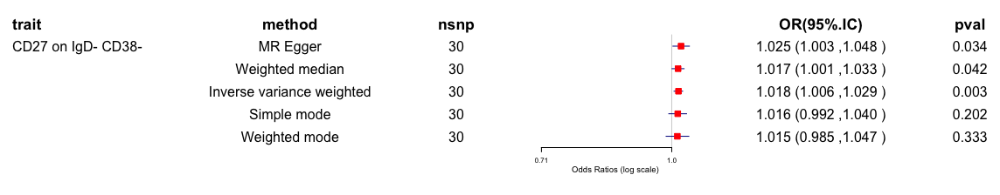 trait method nsnp OR(95%.IC) pval
CD27 on IgD- CD38- MR Egger 30 1.025 (1.003 ,1.048 ) 0.034
Weighted median 30 1.017 (1.001 ,1.033 ) 0.042
Inverse variance weighted 30 1.018 (1.006 ,1.029 ) 0.003
Simple mode 30 1.016 (0.992 ,1.040 ) 0.202
Weighted mode 30 1.015 (0.985 ,1.047 ) 0.333
0.71 1.0
Odds Ratios (log scale)